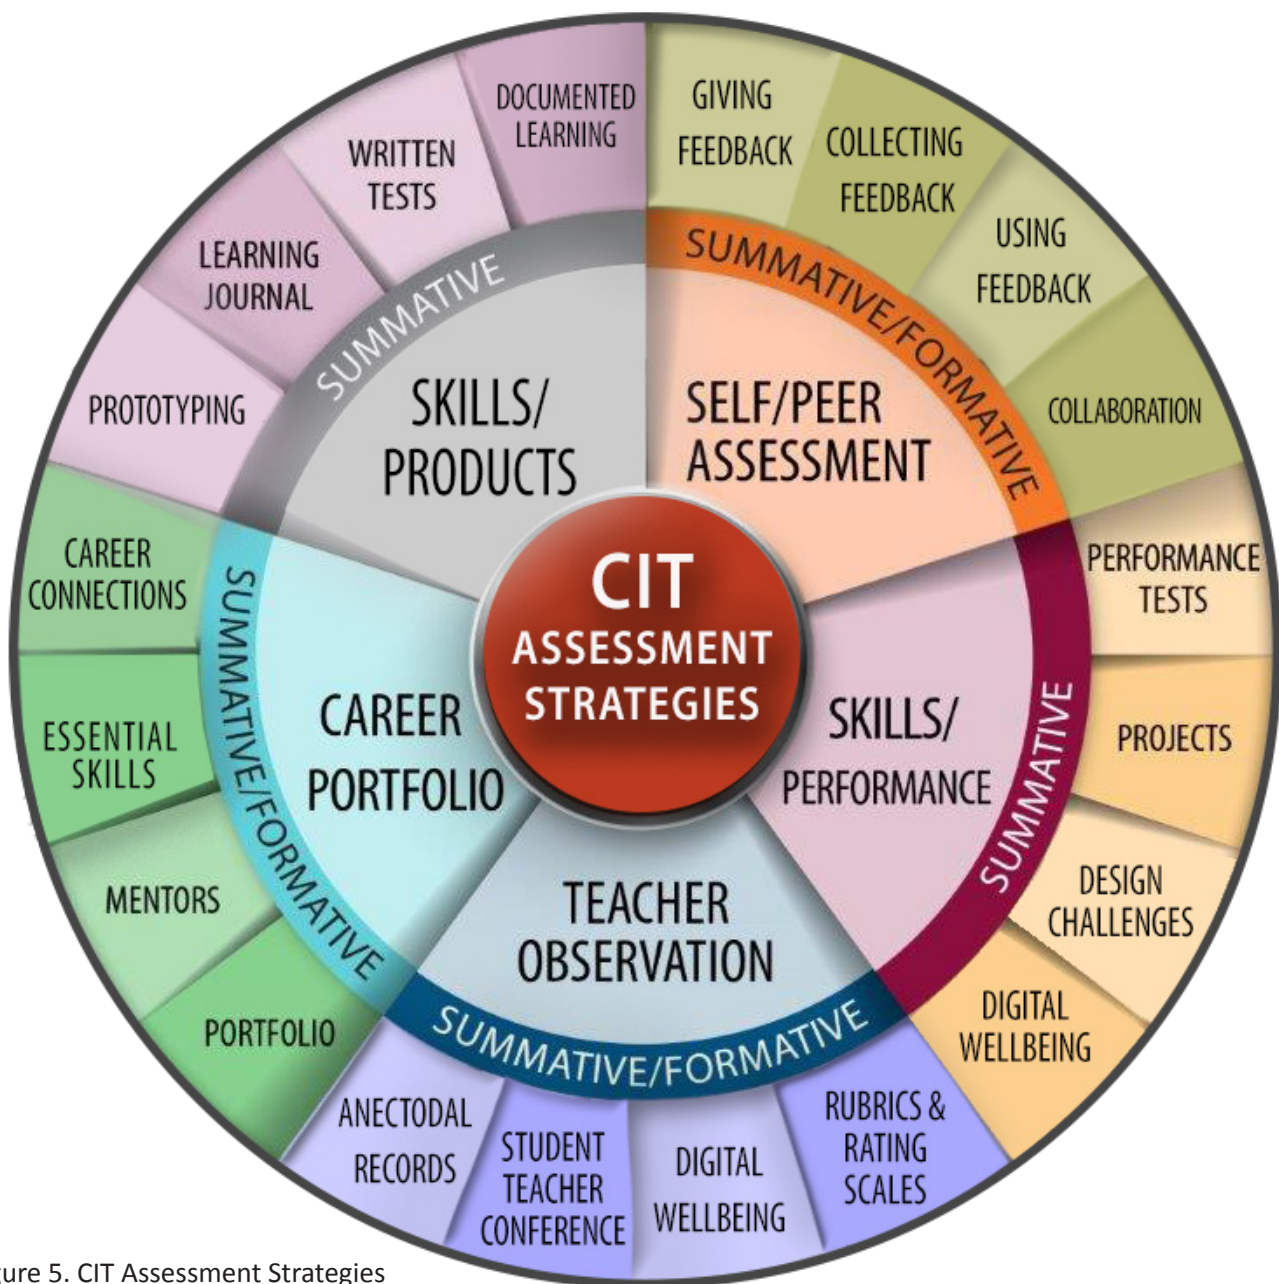 CIT
ASSESSMENT
STRATEGIES
SELF/PEER
ASSESSMENT
SUMMATIVE/FORMATIVE
GIVING
FEEDBACK
COLLECTING
FEEDBACK
USING
FEEDBACK
COLLABORATION
SKILLS/
PERFORMANCE
SUMMATIVE
PERFORMANCE
TESTS
PROJECTS
DESIGN
CHALLENGES
DIGITAL
WELLBEING
TEACHER
OBSERVATION
SUMMATIVE/FORMATIVE
RUBRICS &
RATING
SCALES
DIGITAL
WELLBEING
STUDENT
TEACHER
CONFERENCE
ANECTODAL
RECORDS
CAREER
PORTFOLIO
SUMMATIVE/FORMATIVE
PORTFOLIO
MENTORS
ESSENTIAL
SKILLS
CAREER
CONNECTIONS
SKILLS/
PRODUCTS
SUMMATIVE
PROTOTYPING
LEARNING
JOURNAL
WRITTEN
TESTS
DOCUMENTED
LEARNING
gure 5. CIT Assessment Strategies